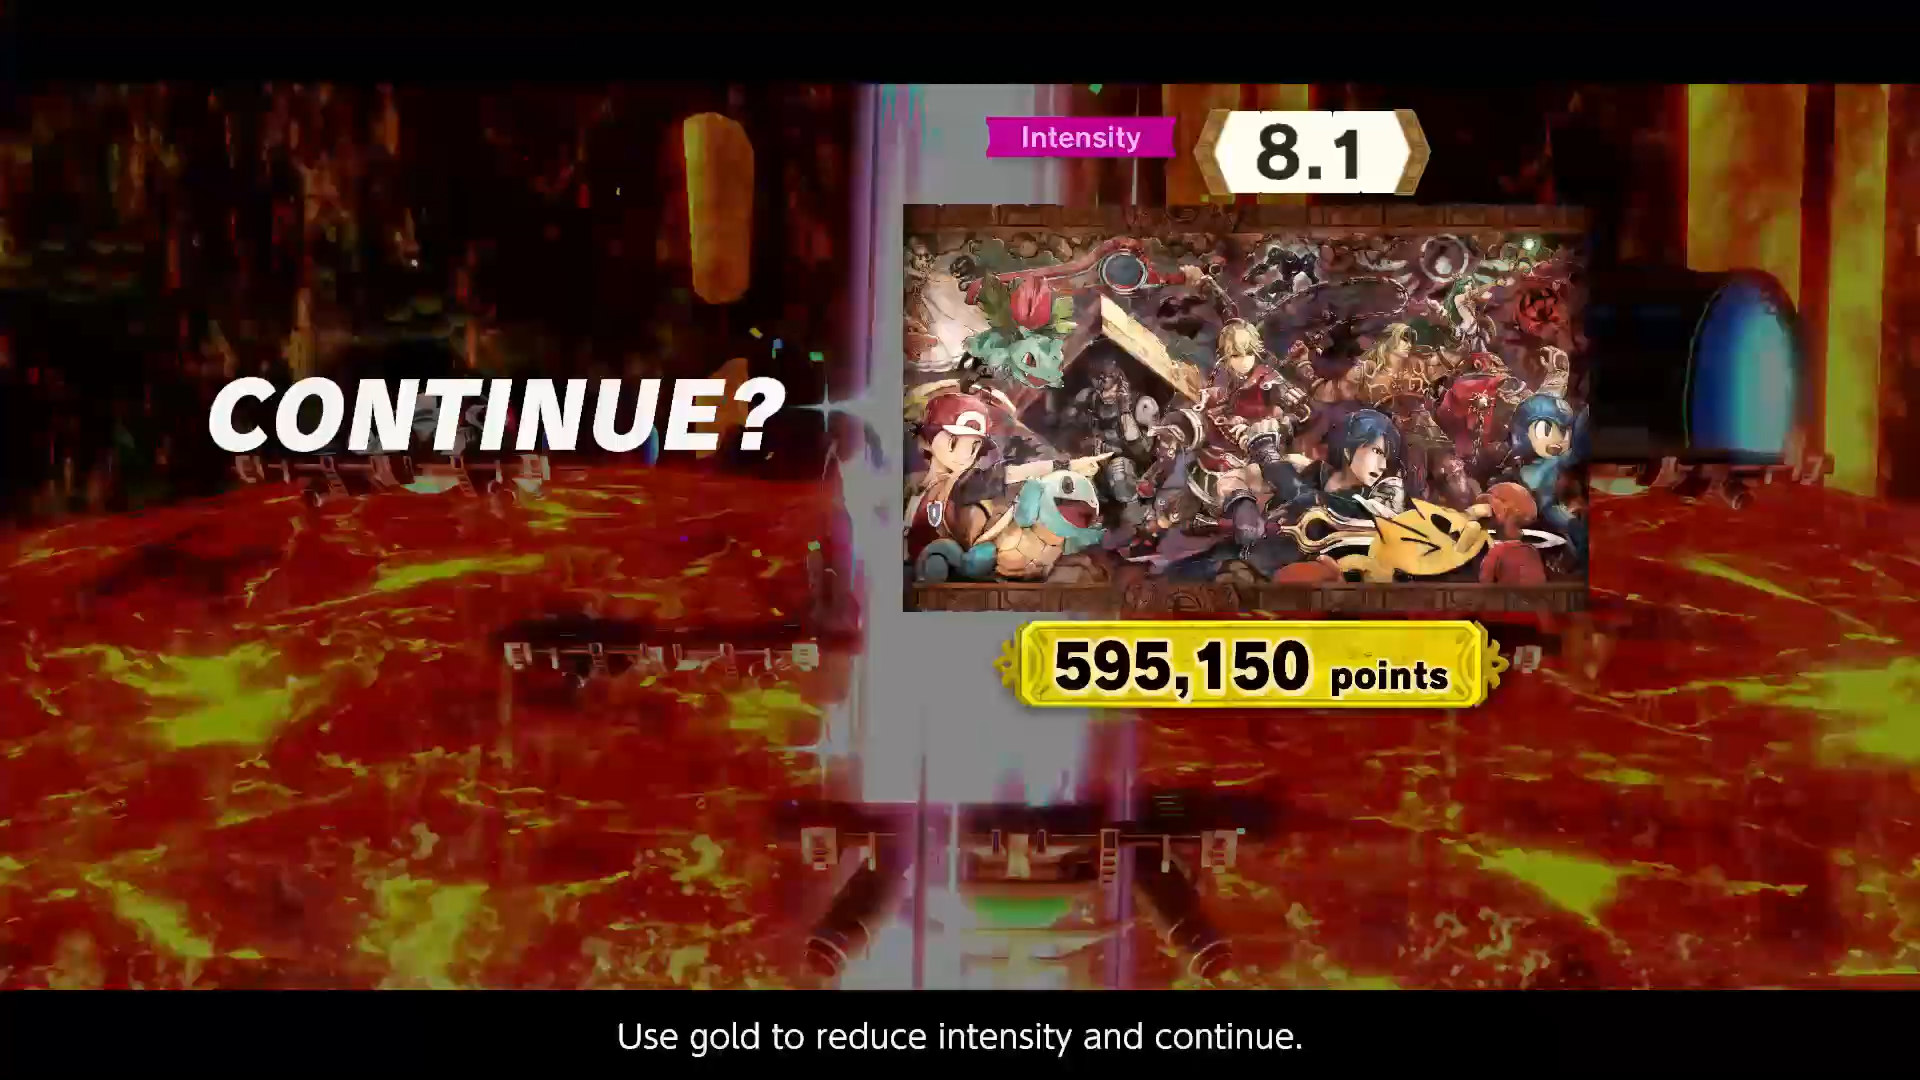 Intensity
8.1
CONTINUE?
595,150 points
Use gold to reduce intensity and continue.